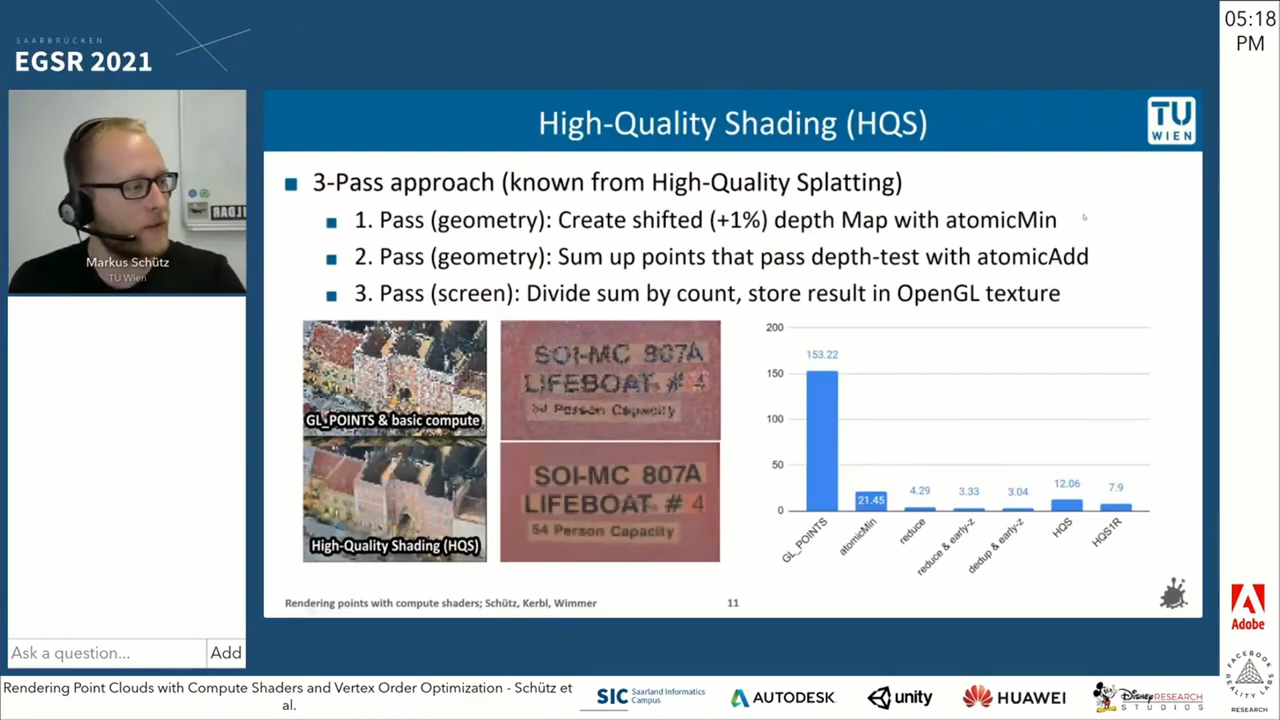 SAARBRÜCKEN
EGSR 2021
05:18
PM
Markus Schütz
TU Wien
High-Quality Shading (HQS)
TU
WIEN
3-Pass approach (known from High-Quality Splatting)
1. Pass (geometry): Create shifted (+1%) depth Map with atomicMin
2. Pass (geometry): Sum up points that pass depth-test with atomicAdd
3. Pass (screen): Divide sum by count, store result in OpenGL texture
GL_POINTS & basic compute
High-Quality Shading (HQS)
SOI-MC 807A
LIFEBOAT # 4
54 Person Capacity
SOI-MC 807A
LIFEBOAT # 4
54 Person Capacity
200
150
100
50
0
153.22
21.45
4.29
3.33
3.04
12.06
7.9
GL_POINTS
atomicMin
reduce
reduce & early-z
dedup & early-z
HQS
HQS1R
Rendering points with compute shaders; Schütz, Kerbl, Wimmer
11
Ask a question...
Add
Rendering Point Clouds with Compute Shaders and Vertex Order Optimization - Schütz et
al.
SIC Saarland Informatics
Campus
AUTODESK
unity
HUAWEI
Disney RESEARCH
STUDIOS
Adobe
FACEBOOK
REALITY LABS
RESEARCH